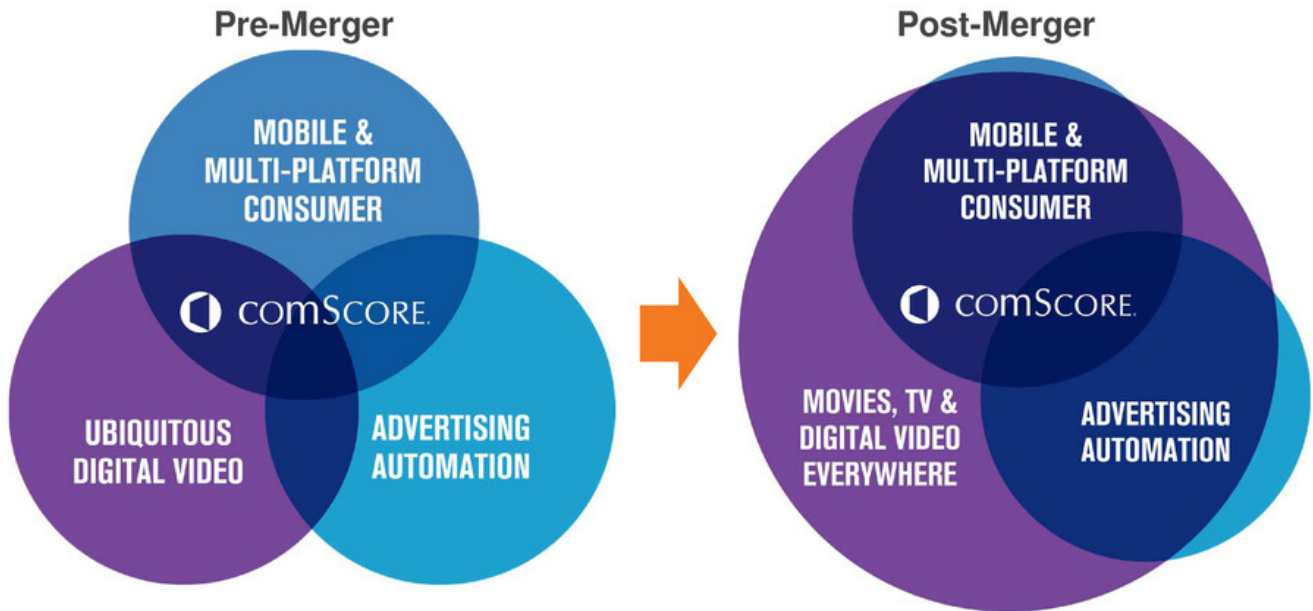 Pre-Merger
MOBILE &
MULTI-PLATFORM
CONSUMER
comSCORE.
UBIQUITOUS
DIGITAL VIDEO
ADVERTISING
AUTOMATION
Post-Merger
MOBILE &
MULTI-PLATFORM
CONSUMER
comSCORE.
MOVIES, TV &
DIGITAL VIDEO
EVERYWHERE
ADVERTISING
AUTOMATION